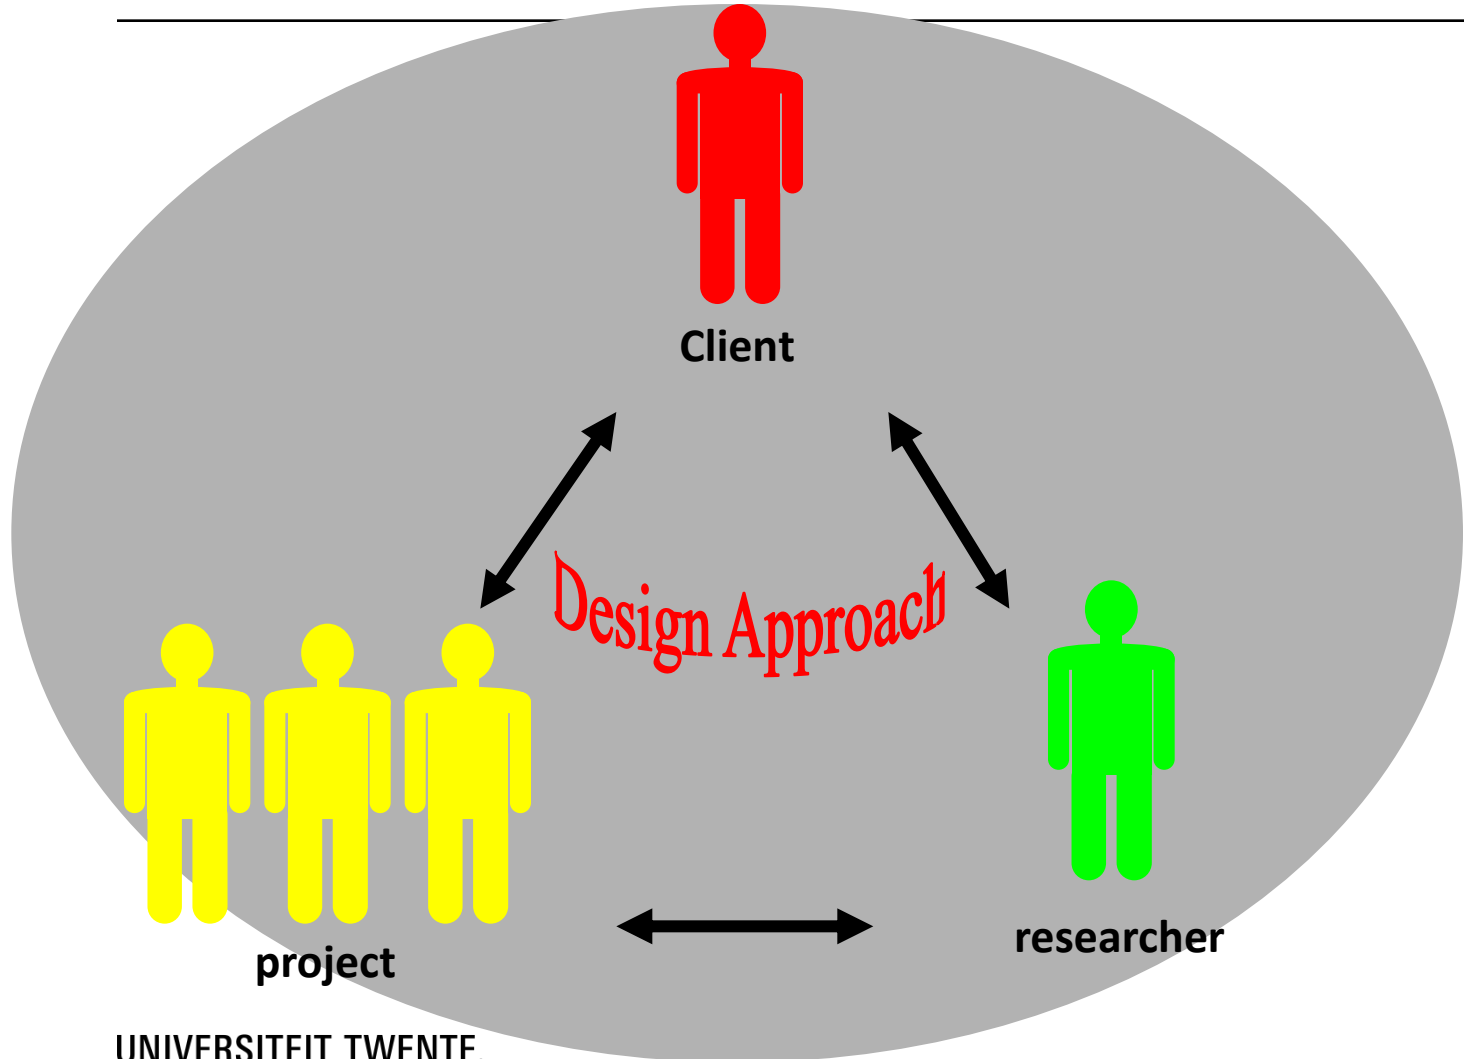 Client
Design Approach
researcher
project
UNIVERSITEIT TWENTE.